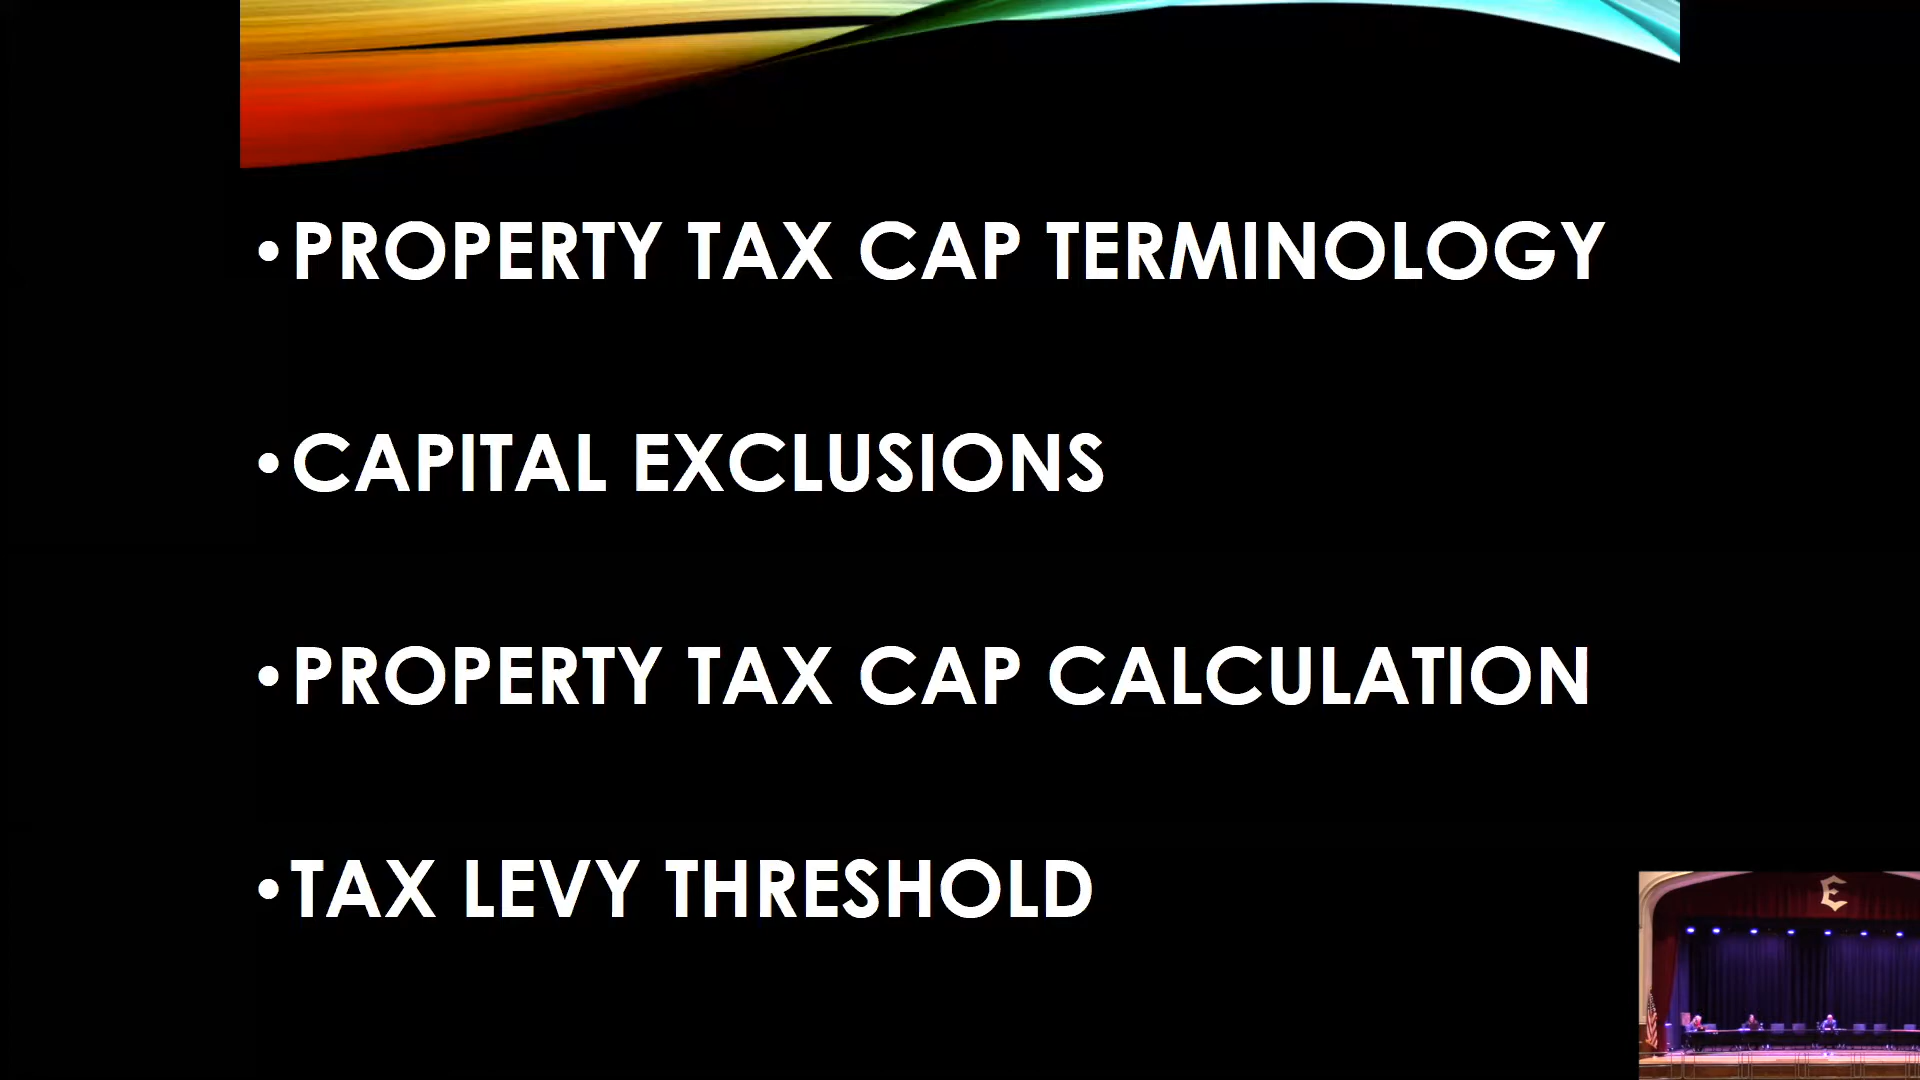 • PROPERTY TAX CAP TERMINOLOGY
• CAPITAL EXCLUSIONS
• PROPERTY TAX CAP CALCULATION
• TAX LEVY THRESHOLD
E